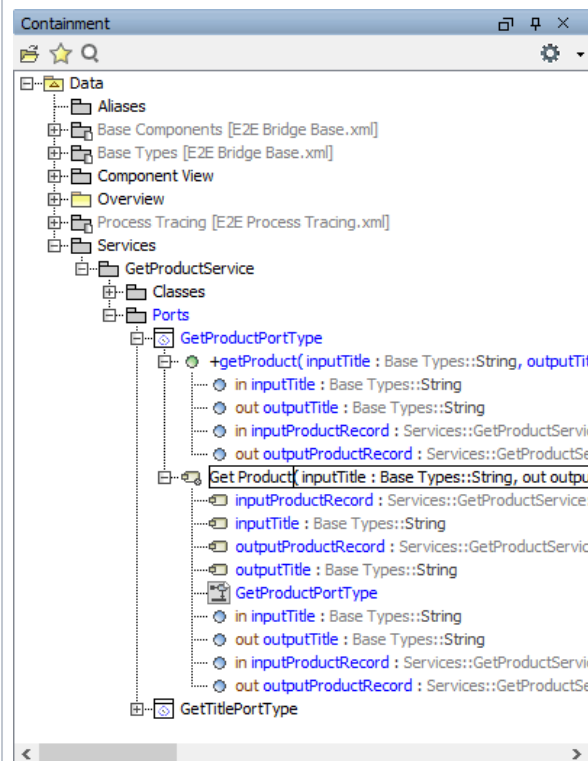 Containment
Data
Aliases
Base Components [E2E Bridge Base.xml]
Base Types [E2E Bridge Base.xml]
Component View
Overview
Process Tracing [E2E Process Tracing.xml]
Services
GetProductService
Classes
Ports
GetProductPortType
+getProduct( inputTitle : Base Types::String, outputTit
in inputTitle : Base Types::String
out outputTitle : Base Types::String
in inputProductRecord : Services::GetProductServi
out outputProductRecord : Services::GetProductSe
Get Product( inputTitle : Base Types::String, out outpu
inputProductRecord : Services::GetProductService
inputTitle : Base Types::String
outputProductRecord : Services::GetProductServic
outputTitle : Base Types::String
GetProductPortType
in inputTitle : Base Types::String
out outputTitle : Base Types::String
in inputProductRecord : Services::GetProductServi
out outputProductRecord : Services::GetProductSe
GetTitlePortType